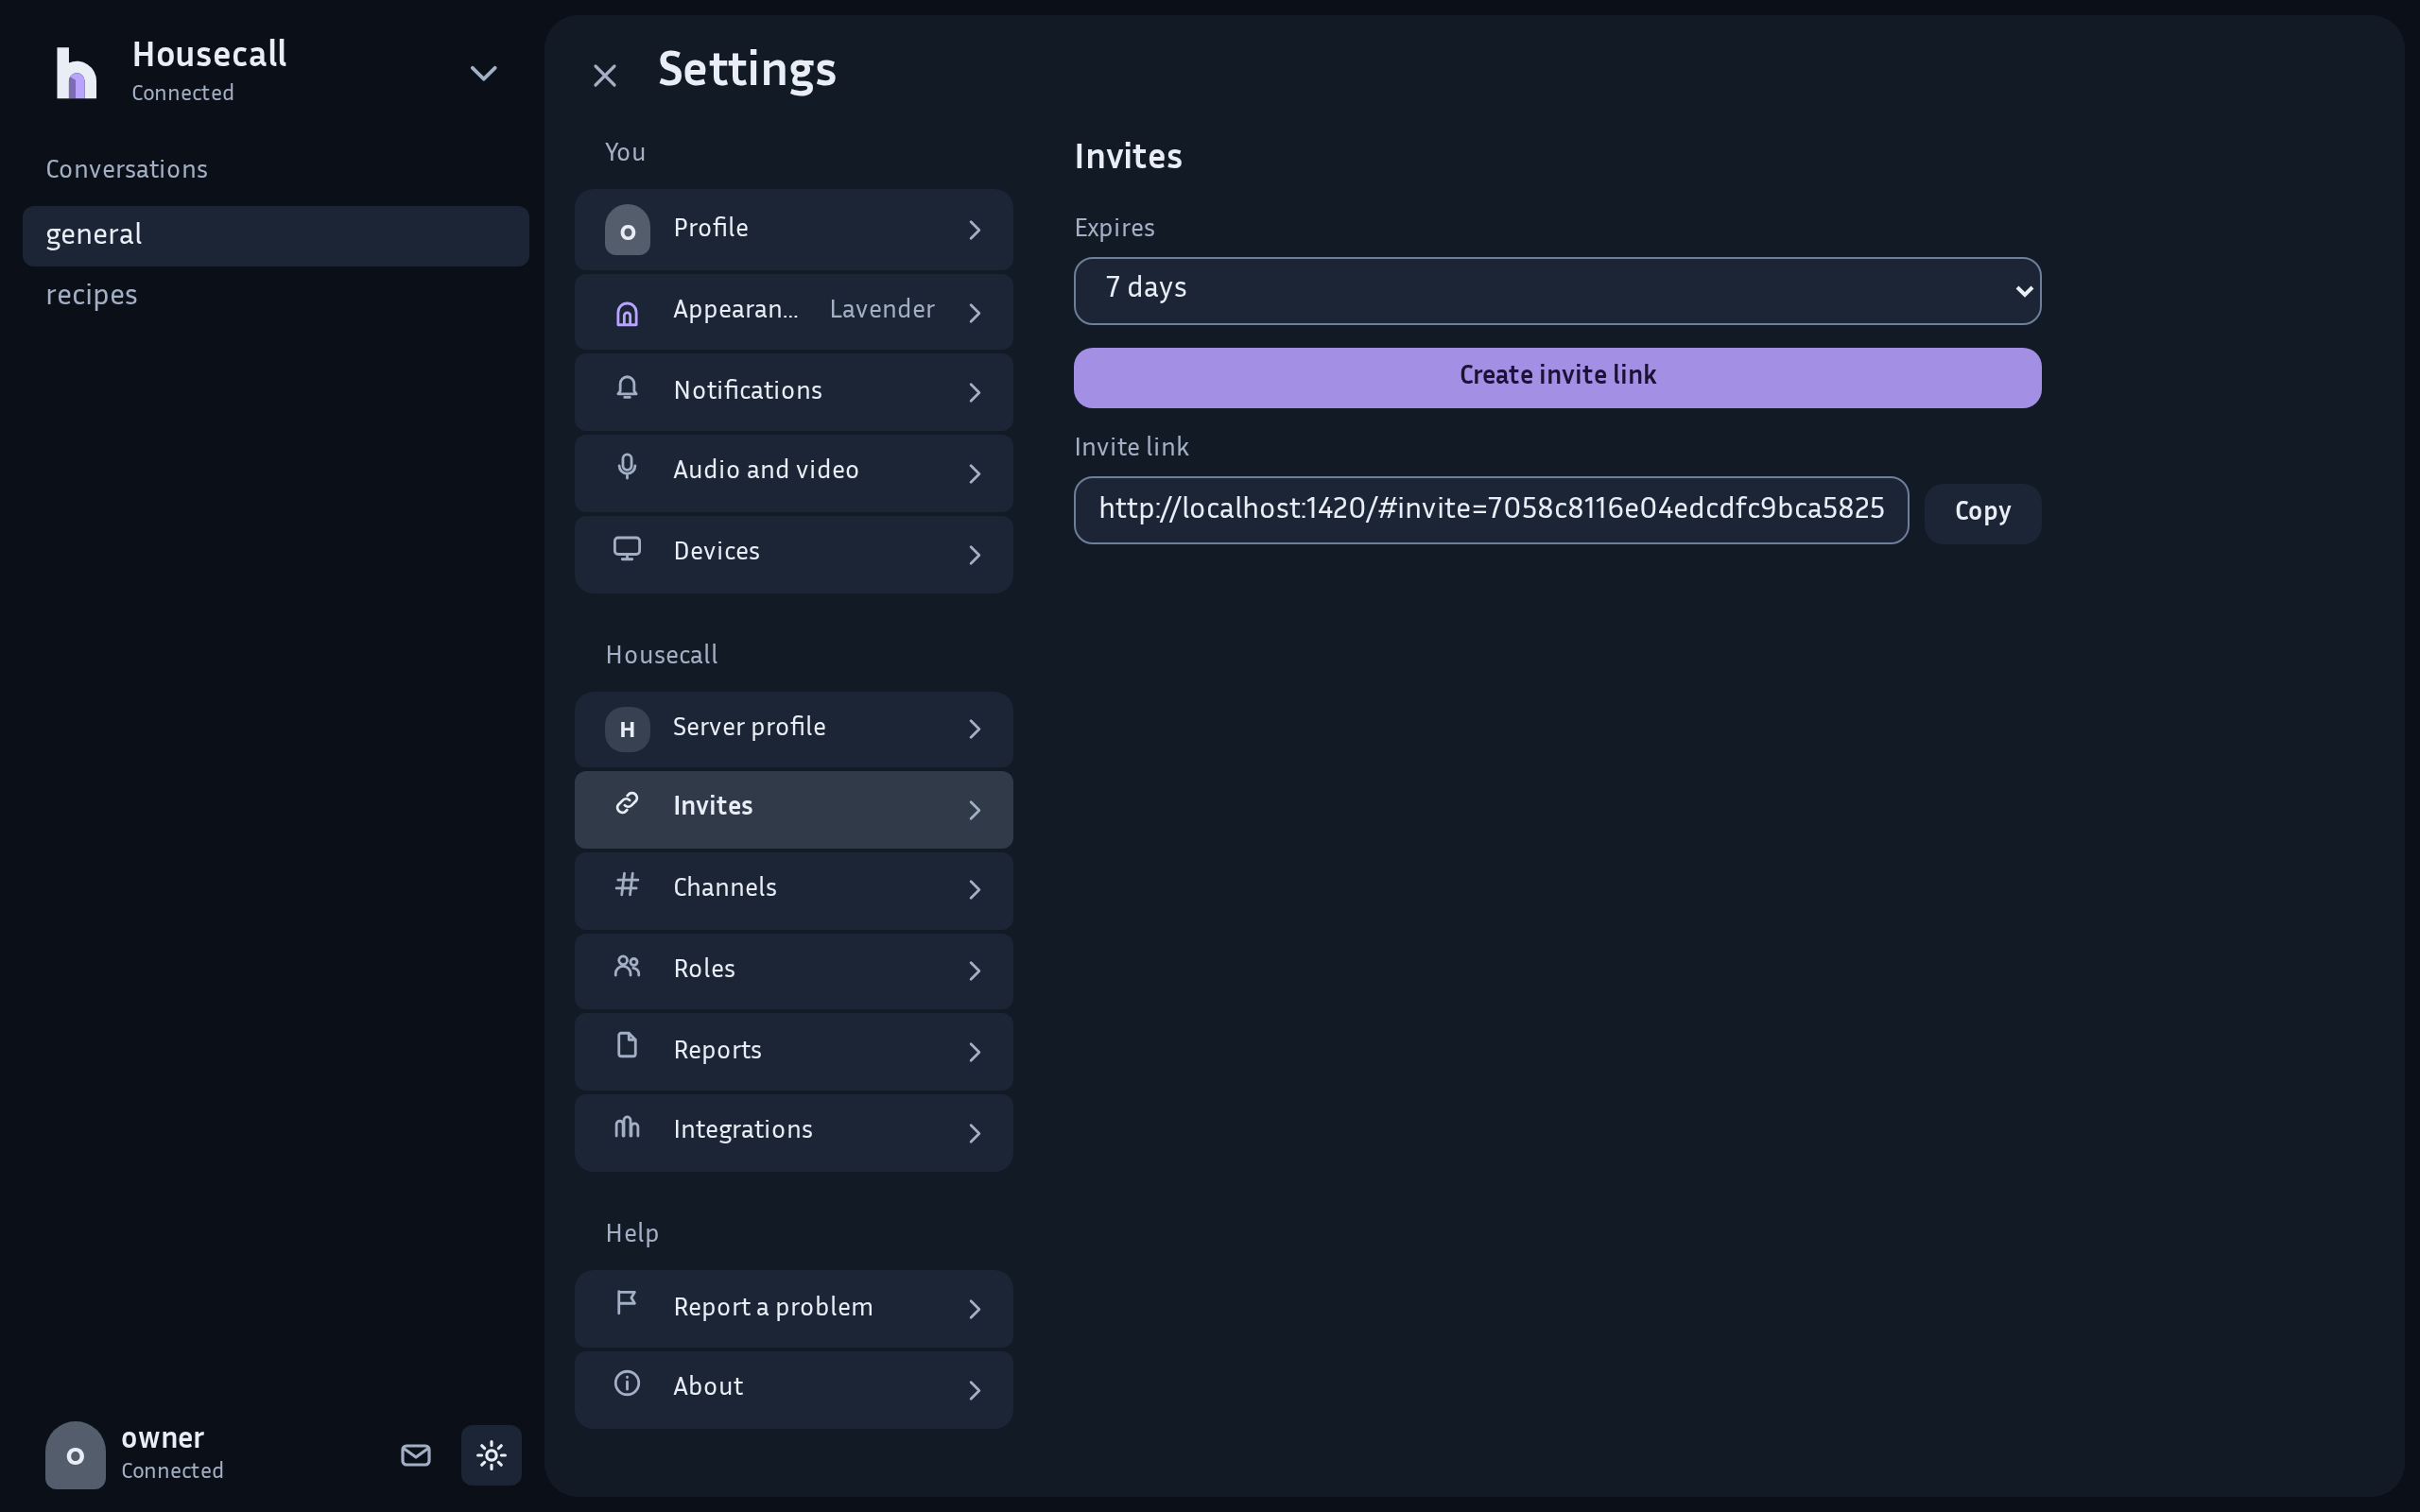 Housecall
Connected
Conversations
general
recipes
owner
Connected
Settings
You
O
Profile
Appearan... Lavender
Notifications
Audio and video
Devices
Housecall
H
Server profile
Invites
Channels
Roles
Reports
Integrations
Help
Report a problem
About
Invites
Expires
7 days
Create invite link
Invite link
http://localhost:1420/#invite=7058c8116e04edcdfc9bca5825
Copy
O